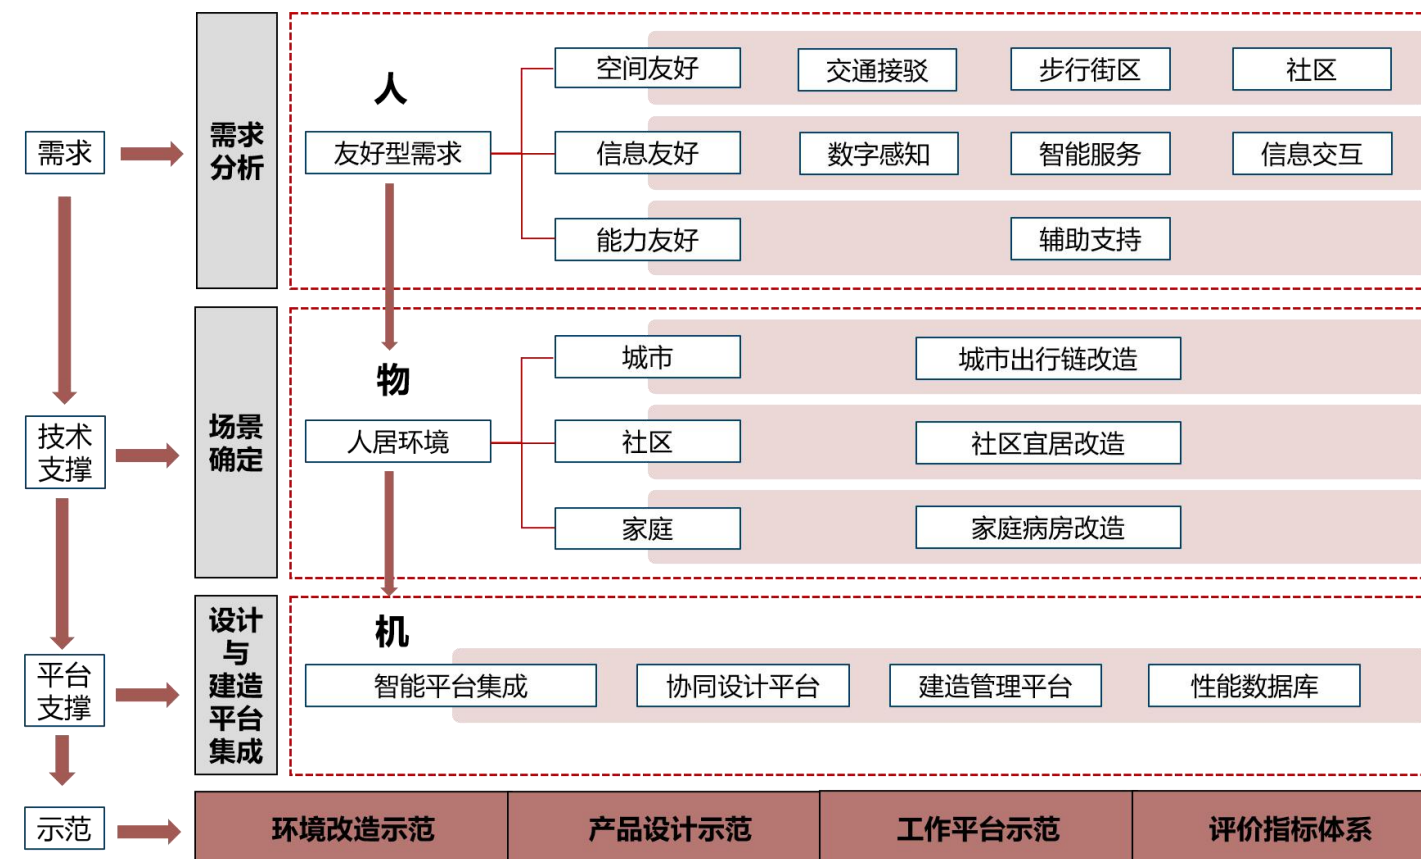 需求
需求
分析
人
友好型需求
空间友好
交通接驳
步行街区
社区
信息友好
数字感知
智能服务
信息交互
能力友好
辅助支持
技术
支撑
场景
确定
物
人居环境
城市
城市出行链改造
社区
社区宜居改造
家庭
家庭病房改造
平台
支撑
设计
与
建造
平台
集成
机
智能平台集成
协同设计平台
建造管理平台
性能数据库
示范
环境改造示范
产品设计示范
工作平台示范
评价指标体系